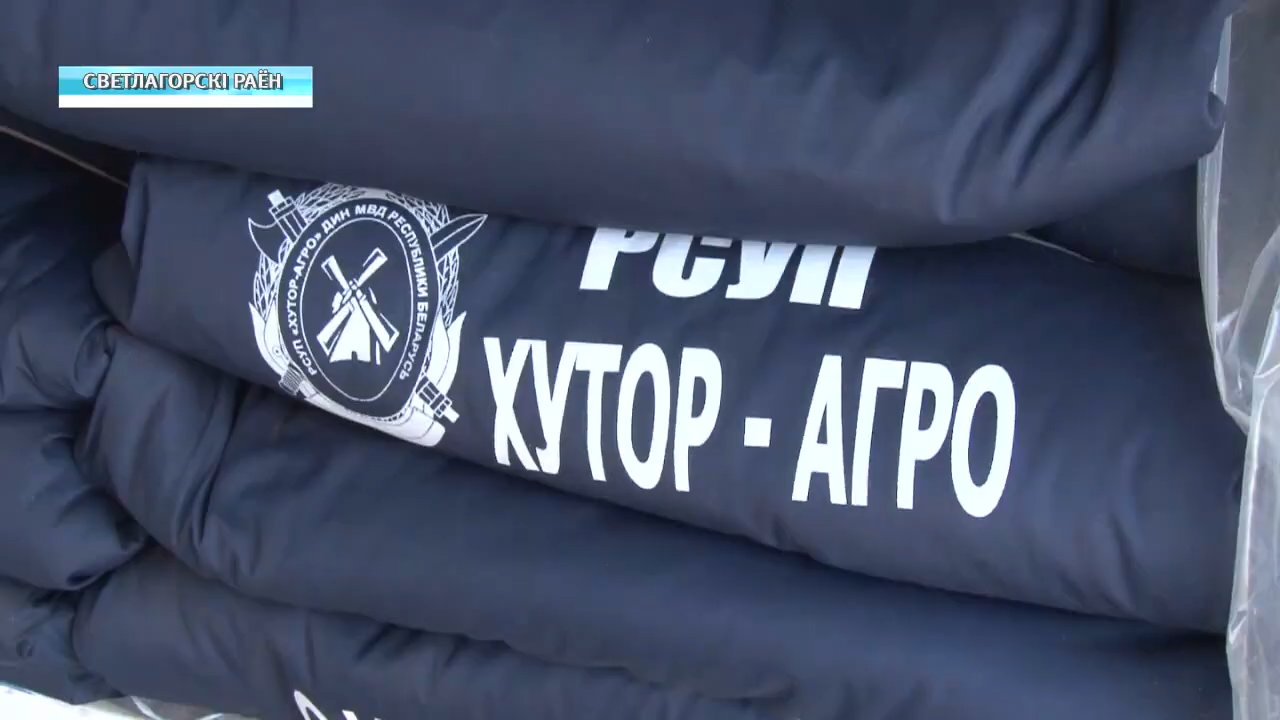 СВЕТЛАГОРСКІ РАЁН
РСУП «ХУТОР-АГРО» ДИН МВД РЕСПУБЛИКИ БЕЛАРУСЬ
РСУП
ХУТОР - АГРО